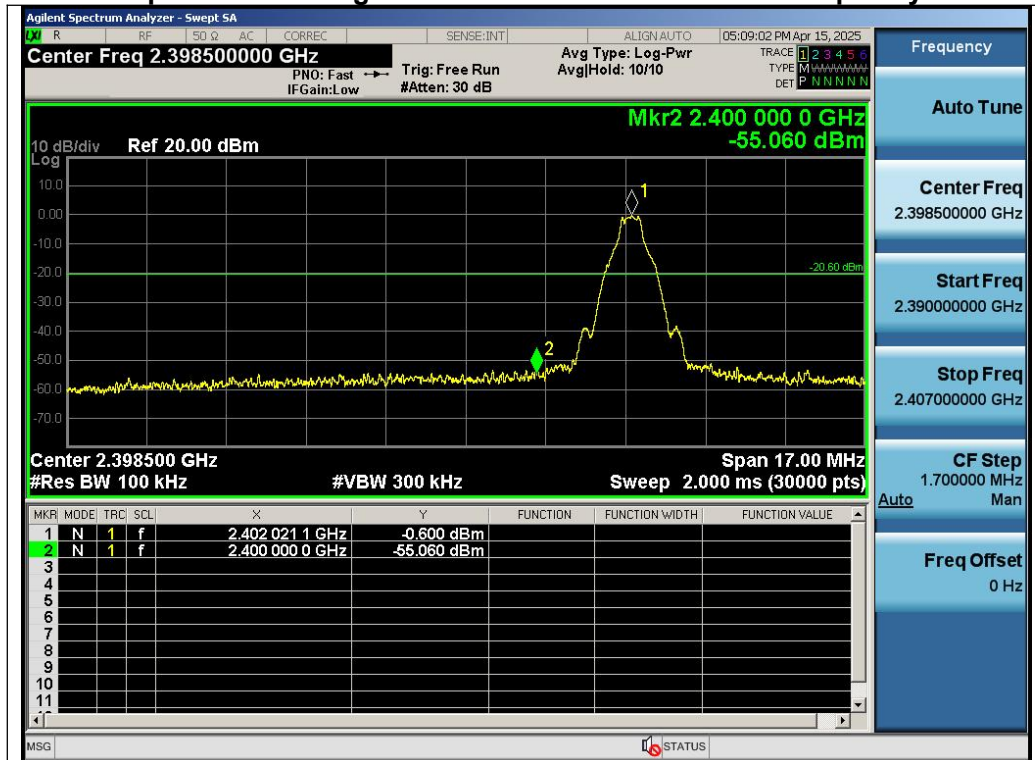 Agilent Spectrum Analyzer - Swept SA
LXI R RF 50 Ω AC CORREC SENSE:INT ALIGN AUTO 05:09:02 PM Apr 15, 2025
Center Freq 2.398500000 GHz
PNO: Fast
IFGain:Low
Trig: Free Run
#Atten: 30 dB
Avg Type: Log-Pwr
Avg|Hold: 10/10
TRACE 1 2 3 4 5 6
TYPE M
DET P N N N N N
Mkr2 2.400 000 0 GHz
-55.060 dBm
10 dB/div Ref 20.00 dBm
Log
10.0
0.00
-10.0
-20.0
-30.0
-40.0
-50.0
-60.0
-70.0
1
-20.60 dBm
2
Center 2.398500 GHz Span 17.00 MHz
#Res BW 100 kHz #VBW 300 kHz Sweep 2.000 ms (30000 pts)
MKR MODE TRC SCL X Y FUNCTION FUNCTION WIDTH FUNCTION VALUE
1 N 1 f 2.402 021 1 GHz -0.600 dBm
2 N 1 f 2.400 000 0 GHz -55.060 dBm
3
4
5
6
7
8
9
10
11
MSG STATUS
Frequency
Auto Tune
Center Freq
2.398500000 GHz
Start Freq
2.390000000 GHz
Stop Freq
2.407000000 GHz
CF Step
1.700000 MHz
Auto Man
Freq Offset
0 Hz